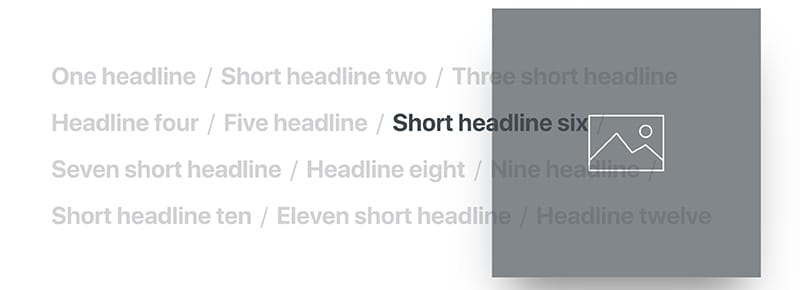 One headline / Short headline two / Three short headline
Headline four / Five headline / Short headline six /
Seven short headline / Headline eight / Nine headline /
Short headline ten / Eleven short headline / Headline twelve